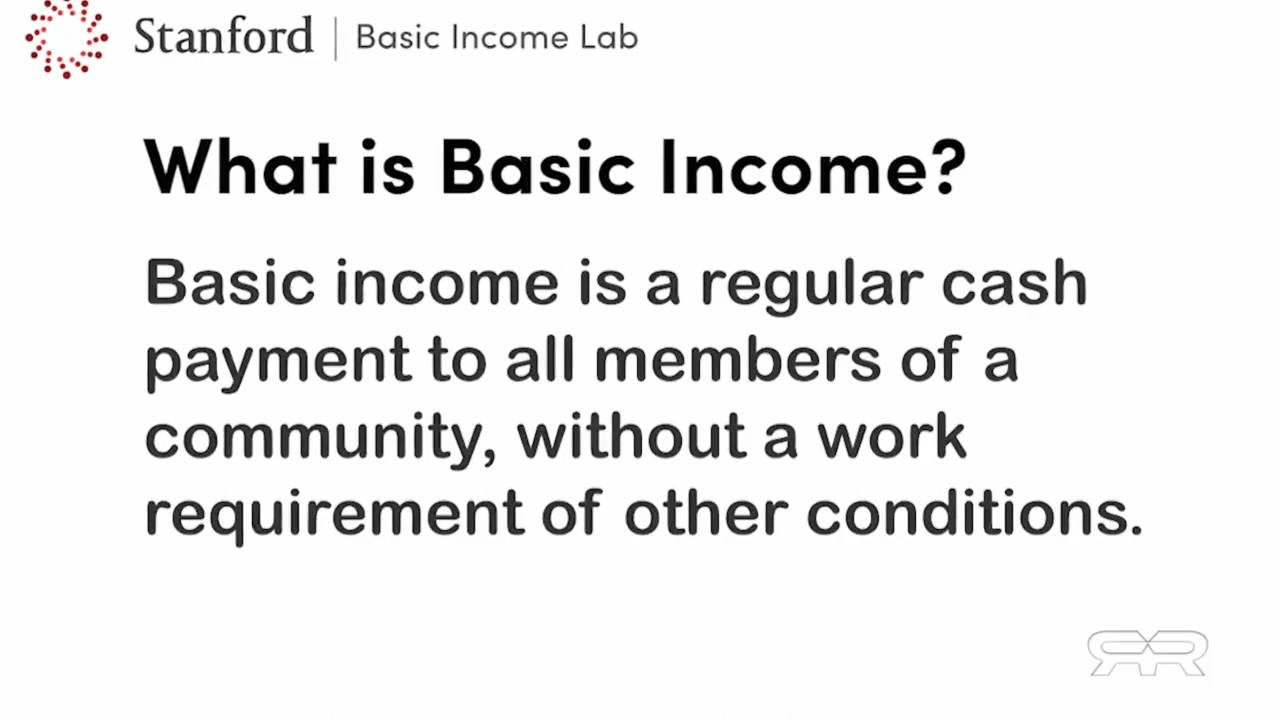 Stanford | Basic Income Lab
What is Basic Income?
Basic income is a regular cash
payment to all members of a
community, without a work
requirement of other conditions.